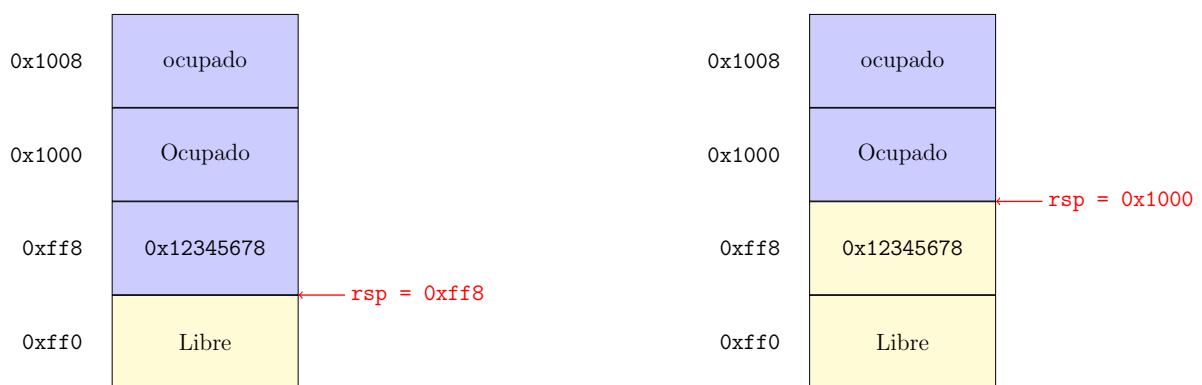 0x1008 ocupado
0x1000 Ocupado
0xff8 0x12345678
rsp = 0xff8
0xff0 Libre
0x1008 ocupado
0x1000 Ocupado
rsp = 0x1000
0xff8 0x12345678
0xff0 Libre